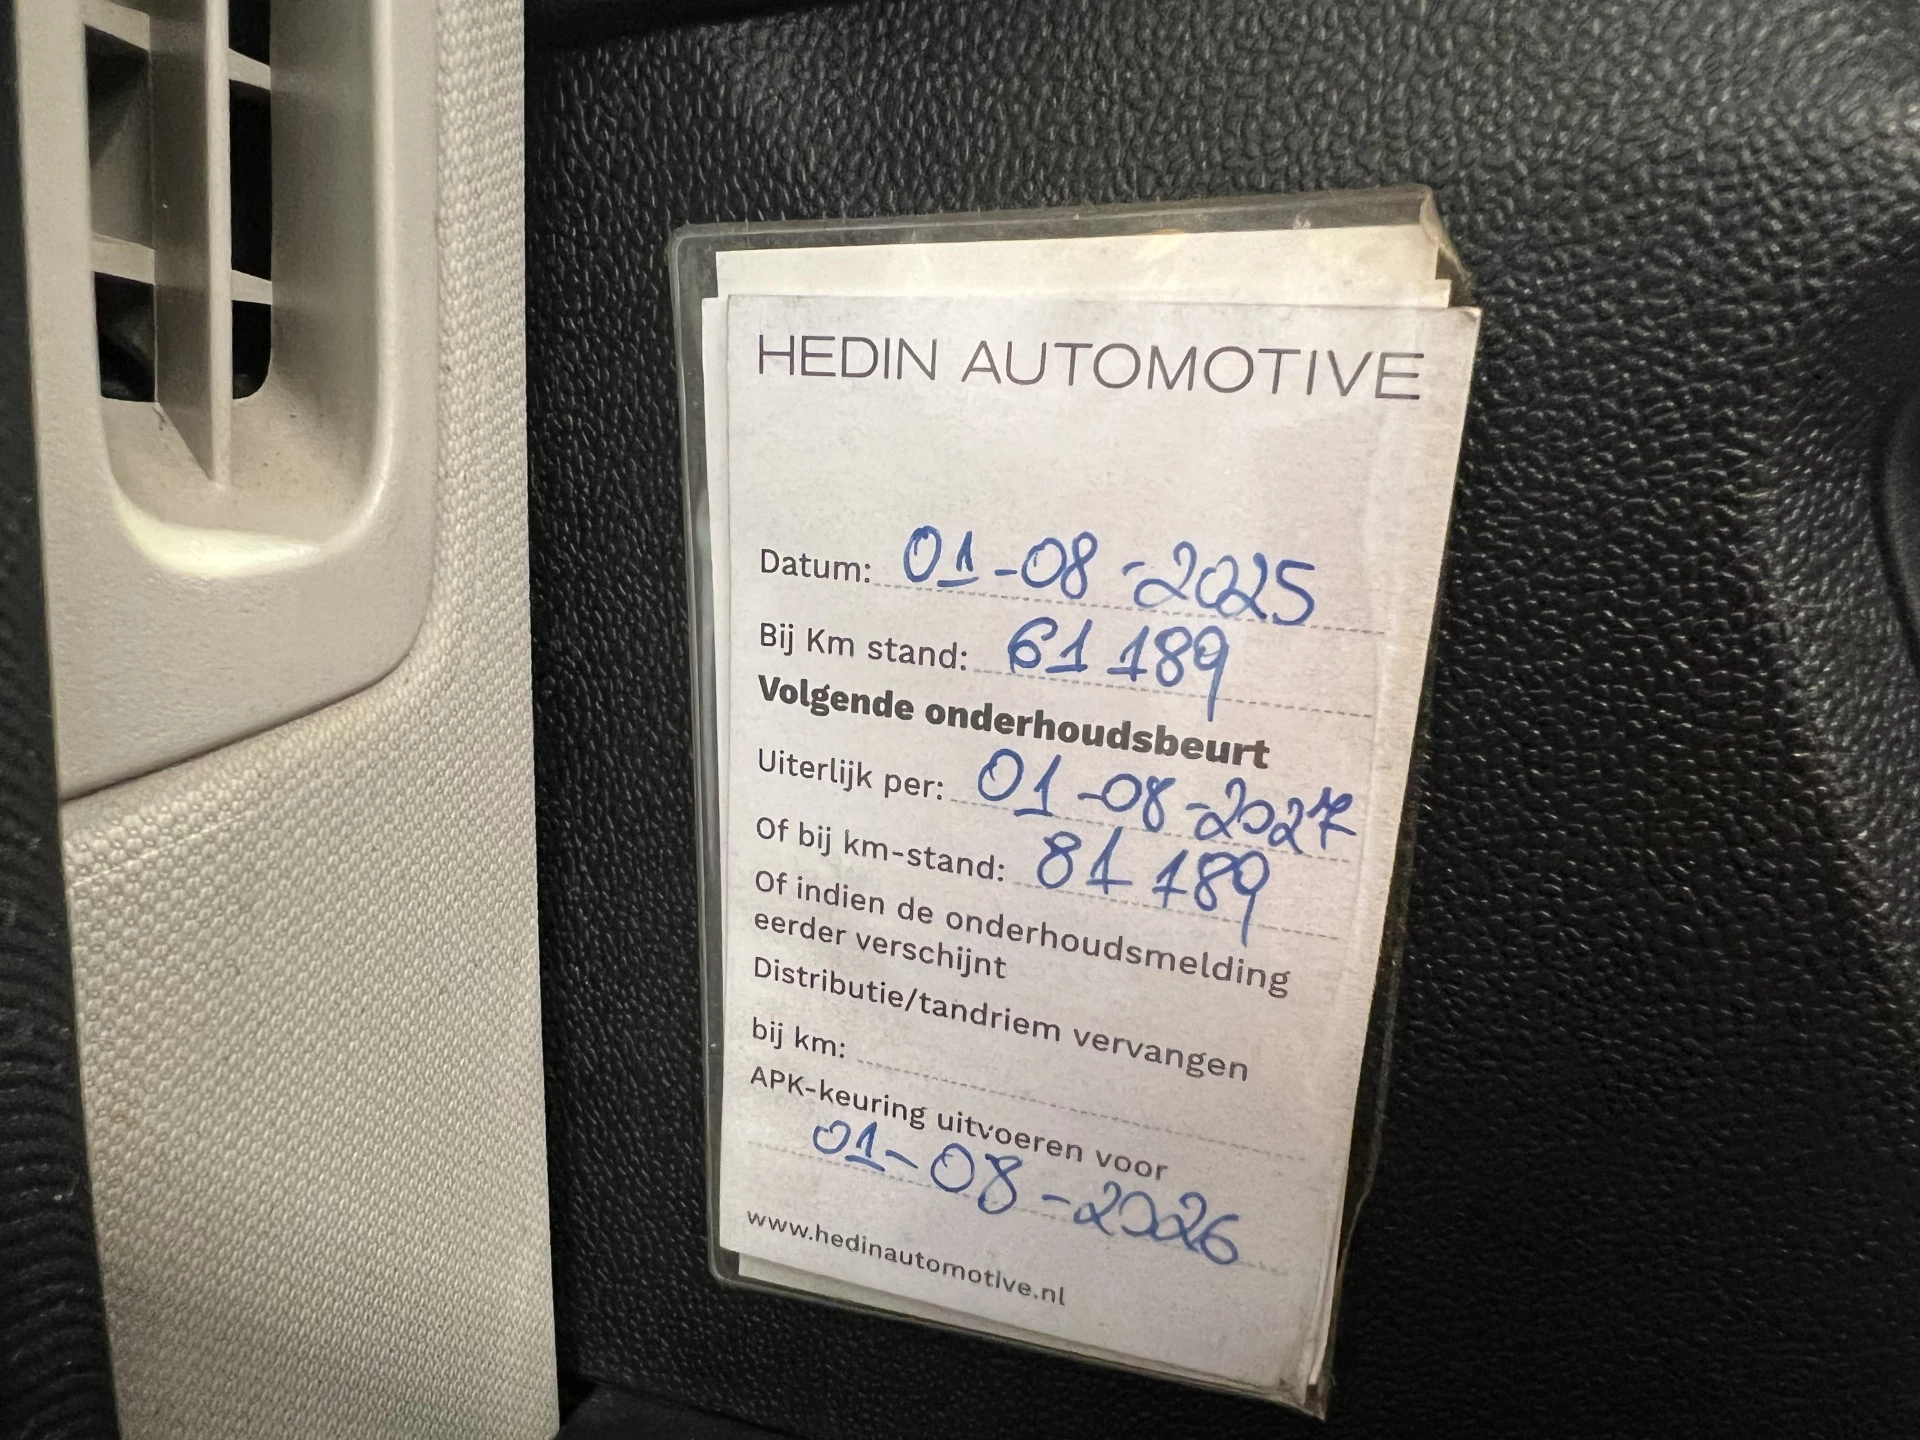 HEDIN AUTOMOTIVE
Datum: 01-08-2025
Bij Km stand: 61 189
Volgende onderhoudsbeurt
Uiterlijk per: 01-08-2027
Of bij km-stand: 81 189
Of indien de onderhoudsmelding
eerder verschijnt
Distributie/tandriem vervangen
bij km:
APK-keuring uitvoeren voor
01-08-2026
www.hedinautomotive.nl